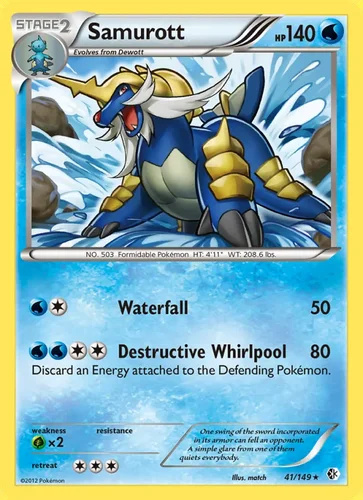 STAGE2
Samurott
HP140
Evolves from Dewott
NO. 503 Formidable Pokémon HT: 4'11" WT: 208.6 lbs.
Waterfall 50
Destructive Whirlpool 80
Discard an Energy attached to the Defending Pokémon.
weakness resistance
×2
retreat
One swing of the sword incorporated
in its armor can fell an opponent.
A simple glare from one of them
quiets everybody.
©2012 Pokémon
Illus. match
41/149★